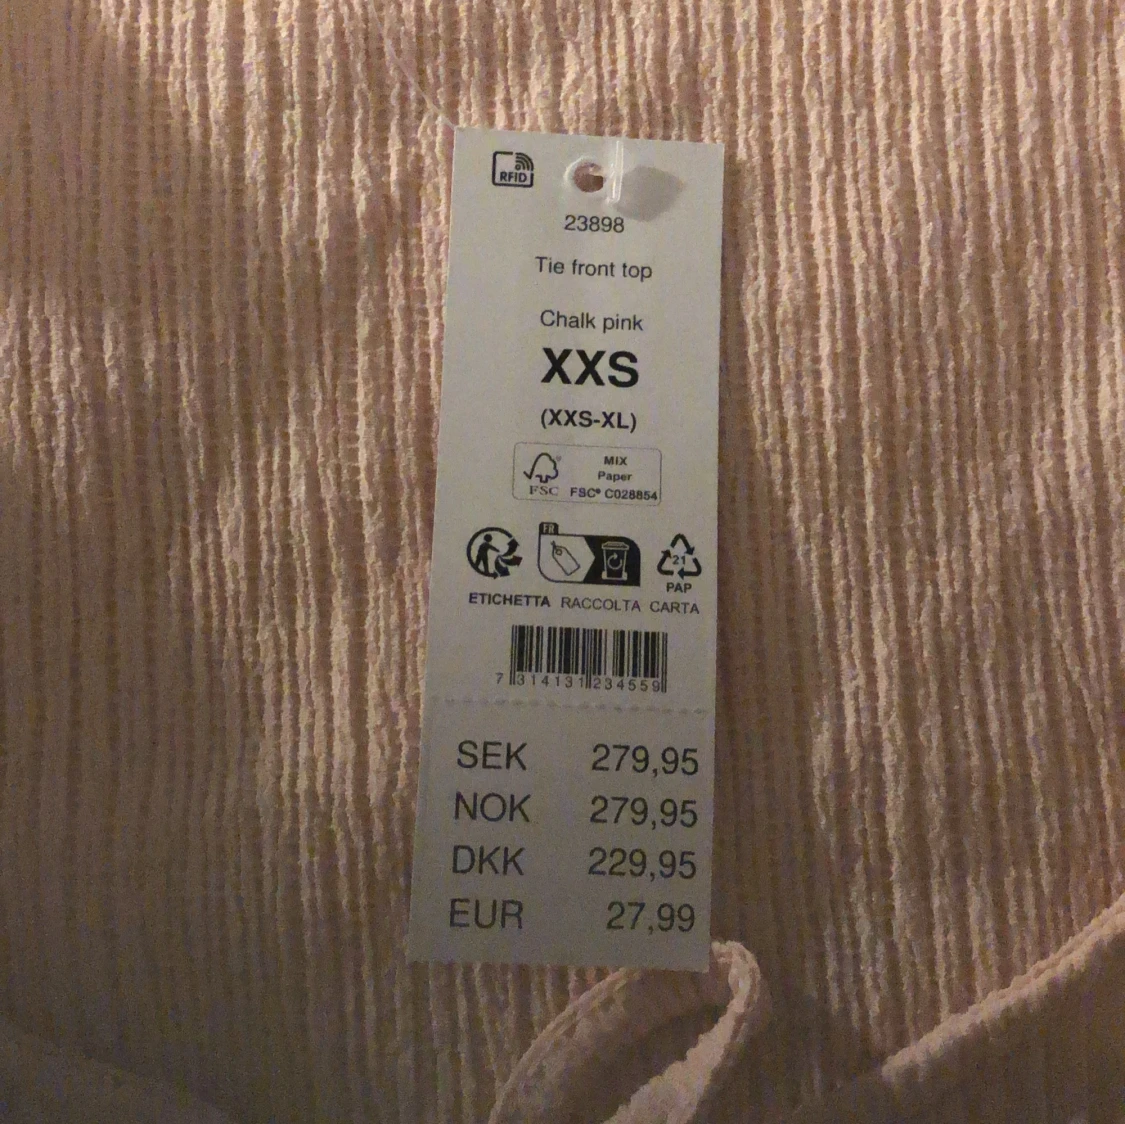 RFID
23898
Tie front top
Chalk pink
XXS
(XXS-XL)
MIX
Paper
FSC® C028854
FSC
FR
21
PAP
ETICHETTA RACCOLTA CARTA
7 314131 234559
SEK 279,95
NOK 279,95
DKK 229,95
EUR 27,99